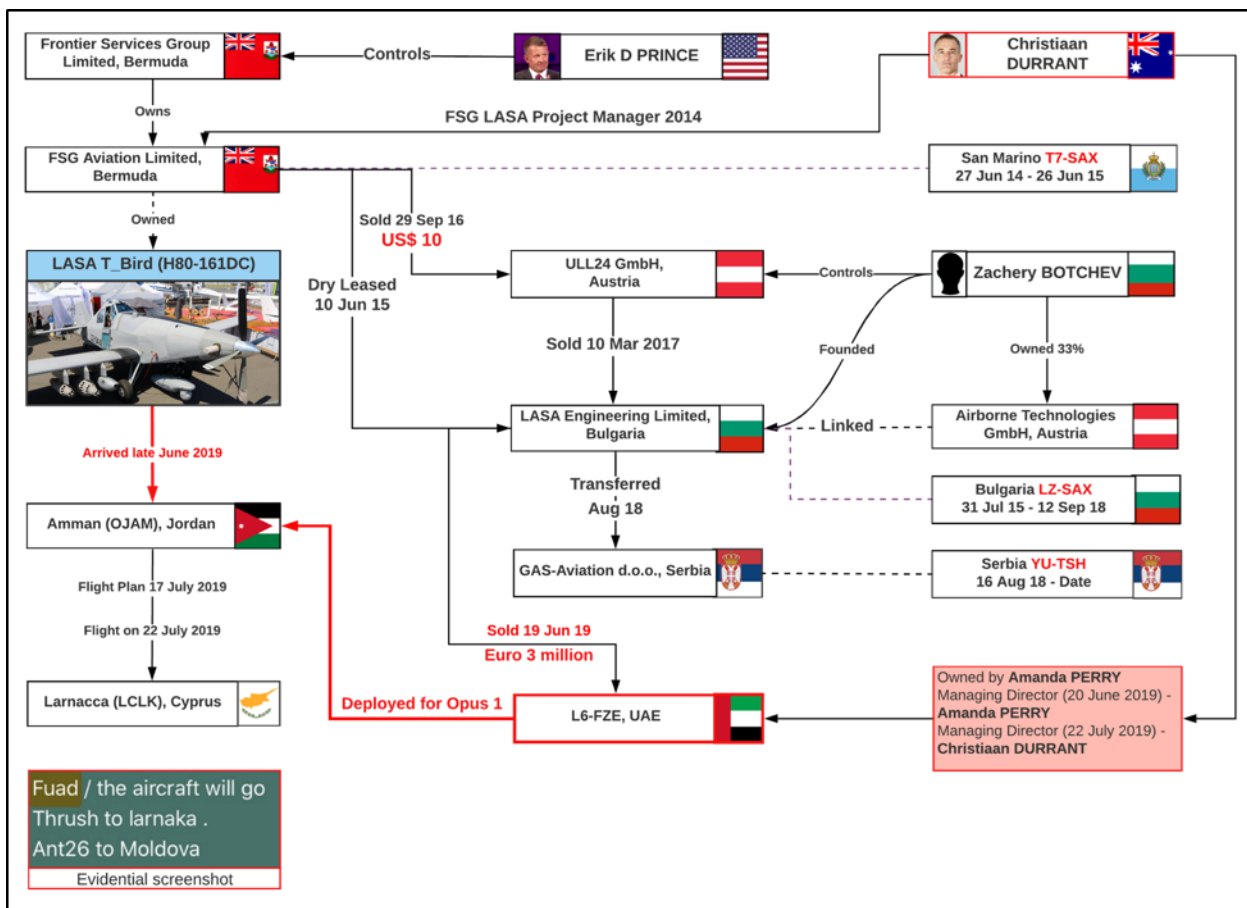 Frontier Services Group
Limited, Bermuda
Controls
Erik D PRINCE
Christiaan
DURRANT
Owns
FSG LASA Project Manager 2014
FSG Aviation Limited,
Bermuda
San Marino T7-SAX
27 Jun 14 - 26 Jun 15
Owned
Sold 29 Sep 16
US$ 10
LASA T_Bird (H80-161DC)
ULL24 GmbH,
Austria
Controls
Zachery BOTCHEV
Dry Leased
10 Jun 15
Sold 10 Mar 2017
Founded
Owned 33%
LASA Engineering Limited,
Bulgaria
Linked
Airborne Technologies
GmbH, Austria
Arrived late June 2019
Transferred
Aug 18
Bulgaria LZ-SAX
31 Jul 15 - 12 Sep 18
Amman (OJAM), Jordan
GAS-Aviation d.o.o., Serbia
Serbia YU-TSH
16 Aug 18 - Date
Flight Plan 17 July 2019
Flight on 22 July 2019
Sold 19 Jun 19
Euro 3 million
Larnacca (LCLK), Cyprus
Deployed for Opus 1
L6-FZE, UAE
Owned by Amanda PERRY
Managing Director (20 June 2019) -
Amanda PERRY
Managing Director (22 July 2019) -
Christiaan DURRANT
Fuad / the aircraft will go
Thrush to larnaka .
Ant26 to Moldova
Evidential screenshot